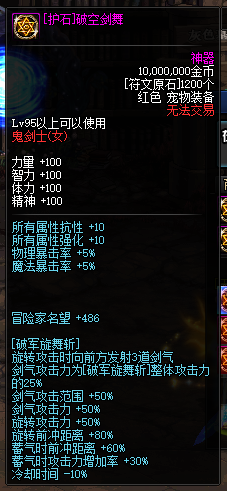 [护石]破空剑舞
神器
10,000,000金币
[符文原石]1200个
红色 宠物装备
无法交易
Lv95以上可以使用
鬼剑士(女)
力量 +100
智力 +100
体力 +100
精神 +100
所有属性抗性 +10
所有属性强化 +10
物理暴击率 +5%
魔法暴击率 +5%
冒险家名望 +486
[破军旋舞斩]
旋转攻击时向前方发射3道剑气
剑气攻击力为[破军旋舞斩]整体攻击力
的25%
剑气攻击范围 +50%
剑气攻击力 +50%
旋转攻击力 +50%
旋转前冲距离 +80%
蓄气时前冲距离 +60%
蓄气时攻击力增加率 +30%
冷却时间 -10%